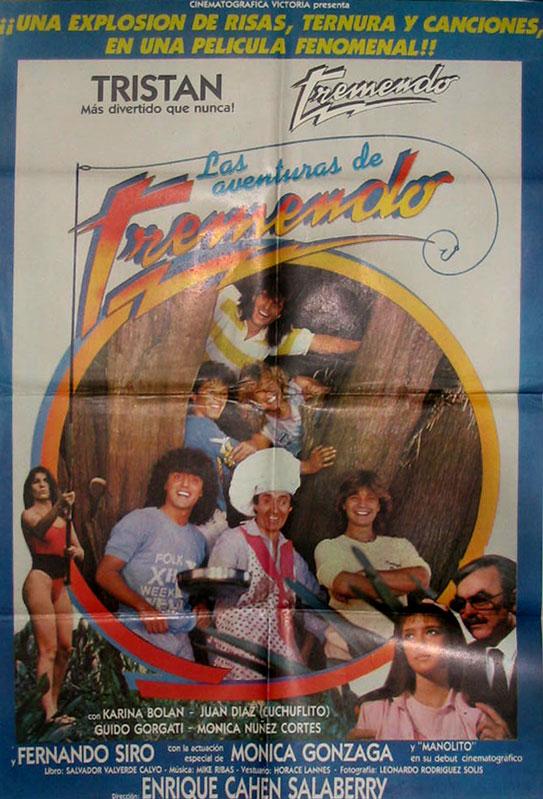 CINEMATOGRAFICA VICTORIA presenta
¡¡UNA EXPLOSION DE RISAS, TERNURA Y CANCIONES,
EN UNA PELICULA FENOMENAL!!
TRISTAN
Más divertido que nunca!
Tremendo
Las aventuras de
Tremendo
FOLK
XII
WEEKE
con KARINA BOLAN - JUAN DIAZ (CUCHUFLITO)
GUIDO GORGATI - MONICA NUÑEZ CORTES
y FERNANDO SIRO con la actuación especial de MONICA GONZAGA y "MANOLITO" en su debut cinematográfico
Libro: SALVADOR VALVERDE CALVO - Música: MIKE RIBAS - Vestuario: HORACE LANNES - Fotografía: LEONARDO RODRIGUEZ SOLIS
Dirección: ENRIQUE CAHEN SALABERRY